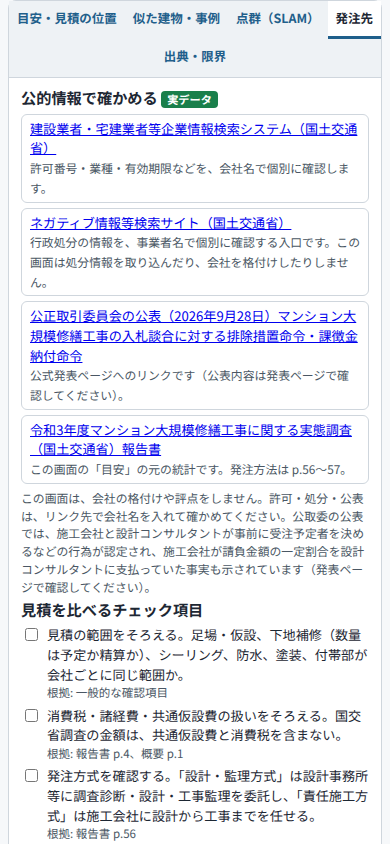 目安・見積の位置 似た建物・事例 点群（SLAM） 発注先
出典・限界
公的情報で確かめる 実データ
建設業者・宅建業者等企業情報検索システム（国土交通
省）
許可番号・業種・有効期限などを、会社名で個別に確認しま
す。
ネガティブ情報等検索サイト（国土交通省）
行政処分の情報を、事業者名で個別に確認する入口です。この
画面は処分情報を取り込んだり、会社を格付けしたりしませ
ん。
公正取引委員会の公表（2026年9月28日）マンション大
規模修繕工事の入札談合に対する排除措置命令・課徴金
納付命令
公式発表ページへのリンクです（公表内容は発表ページで確
認してください）。
令和3年度マンション大規模修繕工事に関する実態調査
（国土交通省）報告書
この画面の「目安」の元の統計です。発注方法は p.56〜57。
この画面は、会社の格付けや評点をしません。許可・処分・公表
は、リンク先で会社名を入れて確かめてください。公取委の公表
では、施工会社と設計コンサルタントが事前に受注予定者を決め
るなどの行為が認定され、施工会社が請負金額の一定割合を設計
コンサルタントに支払っていた事実も示されています（発表ペー
ジで確認してください）。
見積を比べるチェック項目
見積の範囲をそろえる。足場・仮設、下地補修（数量
は予定か精算か）、シーリング、防水、塗装、付帯部が
会社ごとに同じ範囲か。
根拠: 一般的な確認項目
消費税・諸経費・共通仮設費の扱いをそろえる。国交
省調査の金額は、共通仮設費と消費税を含まない。
根拠: 報告書 p.4、概要 p.1
発注方式を確認する。「設計・監理方式」は設計事務所
等に調査診断・設計・工事監理を委託し、「責任施工方
式」は施工会社に設計から工事までを任せる。
根拠: 報告書 p.56